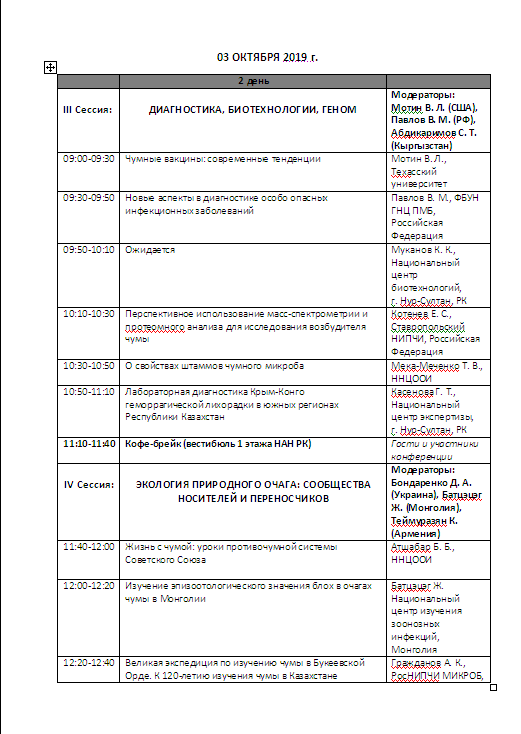 03 ОКТЯБРЯ 2019 г.
2 день
III Сессия:
ДИАГНОСТИКА, БИОТЕХНОЛОГИИ, ГЕНОМ
Модераторы:
Мотин В. Л. (США),
Павлов В. М. (РФ),
Абдикаримов С. Т.
(Кыргызстан)
09:00-09:30
Чумные вакцины: современные тенденции
Мотин В. Л.,
Техасский
университет
09:30-09:50
Новые аспекты в диагностике особо опасных
инфекционных заболеваний
Павлов В. М., ФБУН
ГНЦ ПМБ,
Российская
Федерация
09:50-10:10
Ожидается
Муканов К. К.,
Национальный
центр
биотехнологий,
г. Нур-Султан, РК
10:10-10:30
Перспективное использование масс-спектрометрии и
протеомного анализа для исследования возбудителя
чумы
Котенев Е. С.,
Ставропольский
НИПЧИ, Российская
Федерация
10:30-10:50
О свойствах штаммов чумного микроба
Мека-Меченко Т. В.,
ННЦООИ
10:50-11:10
Лабораторная диагностика Крым-Конго
геморрагической лихорадки в южных регионах
Республики Казахстан
Касенова Г. Т.,
Национальный
центр экспертизы,
г. Нур-Султан, РК
11:10-11:40
Кофе-брейк (вестибюль 1 этажа НАН РК)
Гости и участники
конференции
IV Сессия:
ЭКОЛОГИЯ ПРИРОДНОГО ОЧАГА: СООБЩЕСТВА
НОСИТЕЛЕЙ И ПЕРЕНОСЧИКОВ
Модераторы:
Бондаренко Д. А.
(Украина), Батцэцэг
Ж. (Монголия),
Теймуразян К.
(Армения)
11:40-12:00
Жизнь с чумой: уроки противочумной системы
Советского Союза
Атшабар Б. Б.,
ННЦООИ
12:00-12:20
Изучение эпизоотологического значения блох в очагах
чумы в Монголии
Батцэцэг Ж.
Национальный
центр изучения
зоонозных
инфекций,
Монголия
12:20-12:40
Великая экспедиция по изучению чумы в Букеевской
Орде. К 120-летию изучения чумы в Казахстане
Гражданов А. К.,
РосНИПЧИ МИКРОБ,